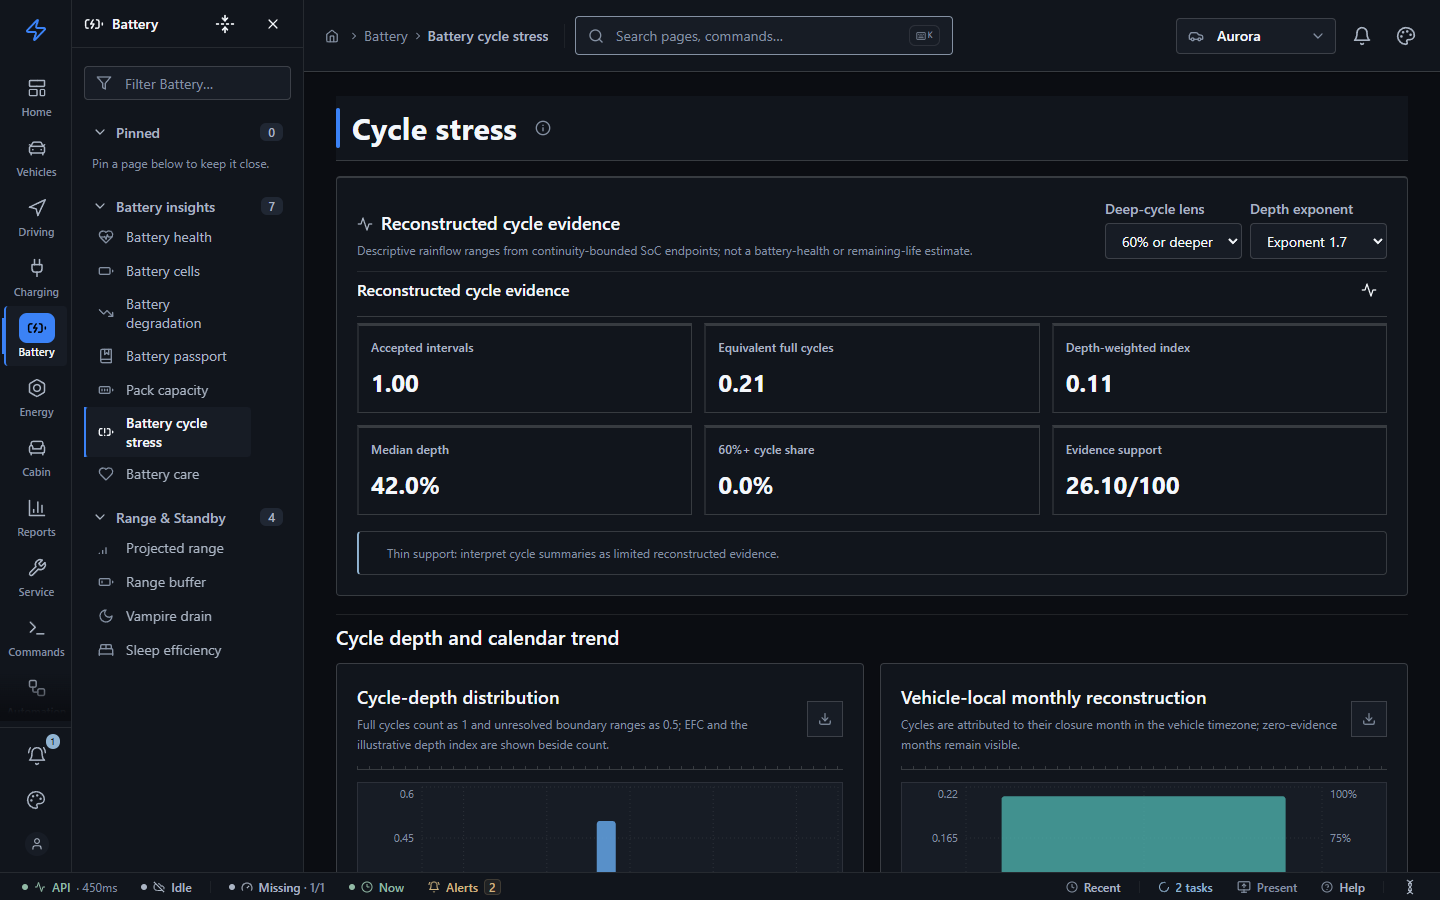 Battery
Battery
Battery cycle stress
Search pages, commands...
K
Aurora
Home
Vehicles
Driving
Charging
Battery
Energy
Cabin
Reports
Service
Commands
1
Filter Battery...
Pinned
0
Pin a page below to keep it close.
Battery insights
7
Battery health
Battery cells
Battery
degradation
Battery passport
Pack capacity
Battery cycle
stress
Battery care
Range & Standby
4
Projected range
Range buffer
Vampire drain
Sleep efficiency
Cycle stress
Reconstructed cycle evidence
Descriptive rainflow ranges from continuity-bounded SoC endpoints; not a battery-health or remaining-life estimate.
Deep-cycle lens
60% or deeper
Depth exponent
Exponent 1.7
Reconstructed cycle evidence
Accepted intervals
1.00
Equivalent full cycles
0.21
Depth-weighted index
0.11
Median depth
42.0%
60%+ cycle share
0.0%
Evidence support
26.10/100
Thin support: interpret cycle summaries as limited reconstructed evidence.
Cycle depth and calendar trend
Cycle-depth distribution
Full cycles count as 1 and unresolved boundary ranges as 0.5; EFC and the
illustrative depth index are shown beside count.
0.6
0.45
Vehicle-local monthly reconstruction
Cycles are attributed to their closure month in the vehicle timezone; zero-evidence
months remain visible.
0.22
0.165
100%
75%
API · 450ms
Idle
Missing · 1/1
Now
Alerts 2
Recent
2 tasks
Present
Help